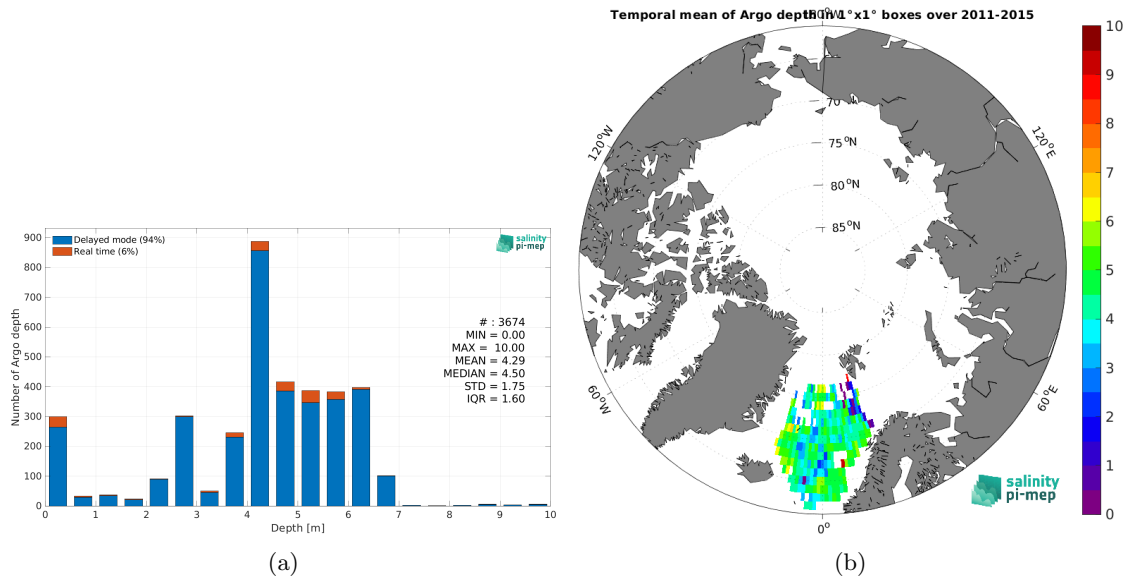 Temporal mean of Argo depth in 1°x1° boxes over 2011-2015
70
75°N
80°N
85°N
120°W
60°W
120°E
60°E
0°
10
9
8
7
6
5
4
3
2
1
0
salinity
pi-mep
Delayed mode (94%)
Real time (6%)
salinity
pi-mep
900
800
700
600
500
400
300
200
100
0
Number of Argo depth
# : 3674
MIN = 0.00
MAX = 10.00
MEAN = 4.29
MEDIAN = 4.50
STD = 1.75
IQR = 1.60
0 1 2 3 4 5 6 7 8 9 10
Depth [m]
(a)
(b)